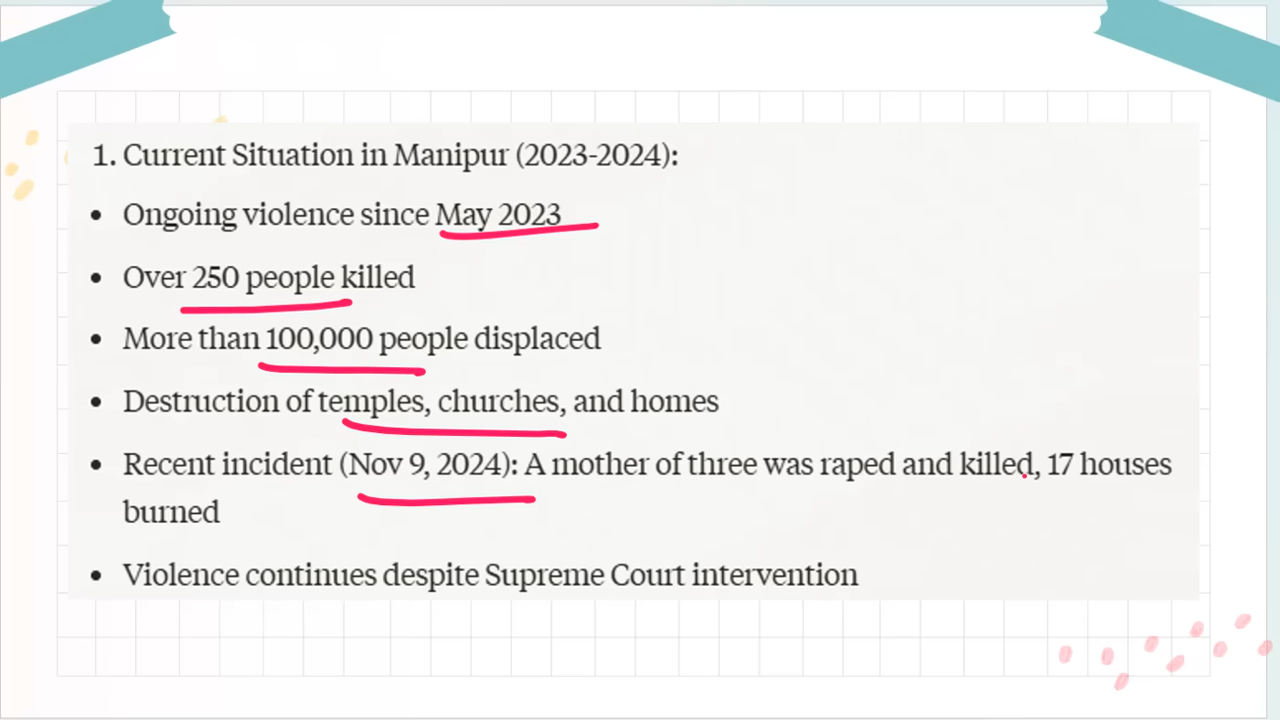 1. Current Situation in Manipur (2023-2024):
• Ongoing violence since May 2023
• Over 250 people killed
• More than 100,000 people displaced
• Destruction of temples, churches, and homes
• Recent incident (Nov 9, 2024): A mother of three was raped and killed, 17 houses
burned
• Violence continues despite Supreme Court intervention